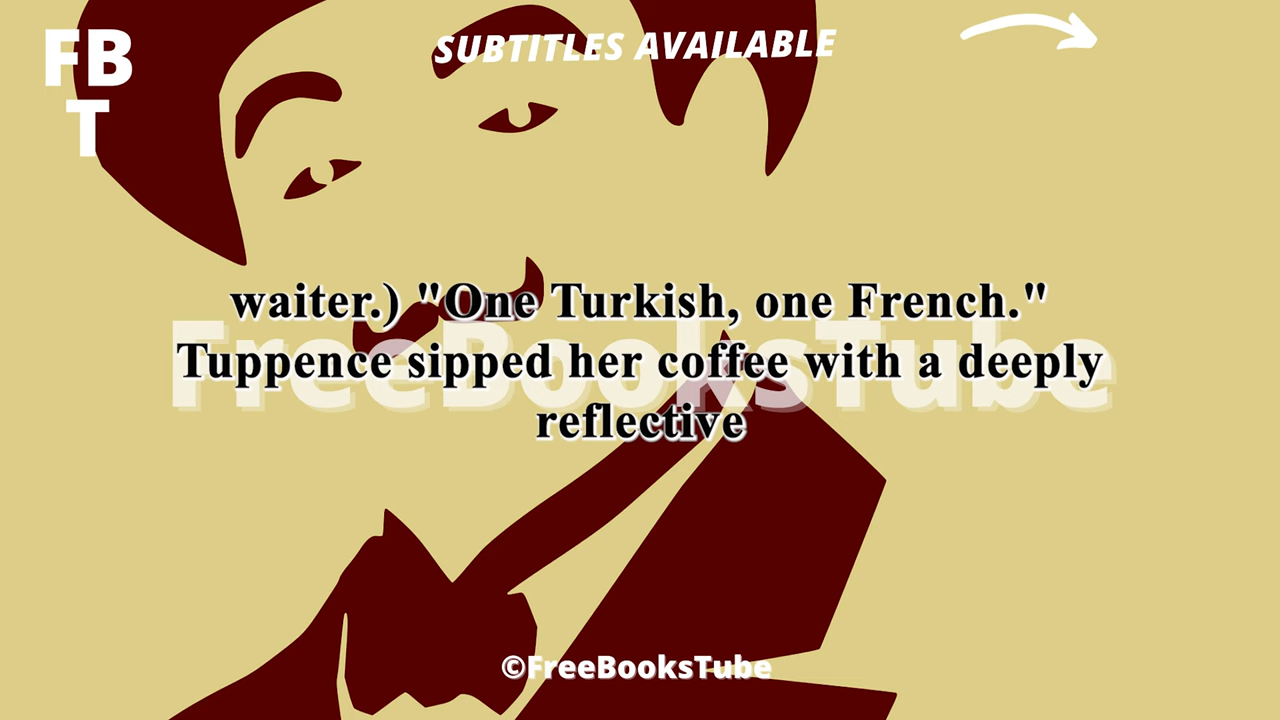 FB
T
SUBTITLES AVAILABLE
waiter.) "One Turkish, one French."
Tuppence sipped her coffee with a deeply
reflective
FreeBooksTube
©FreeBooksTube